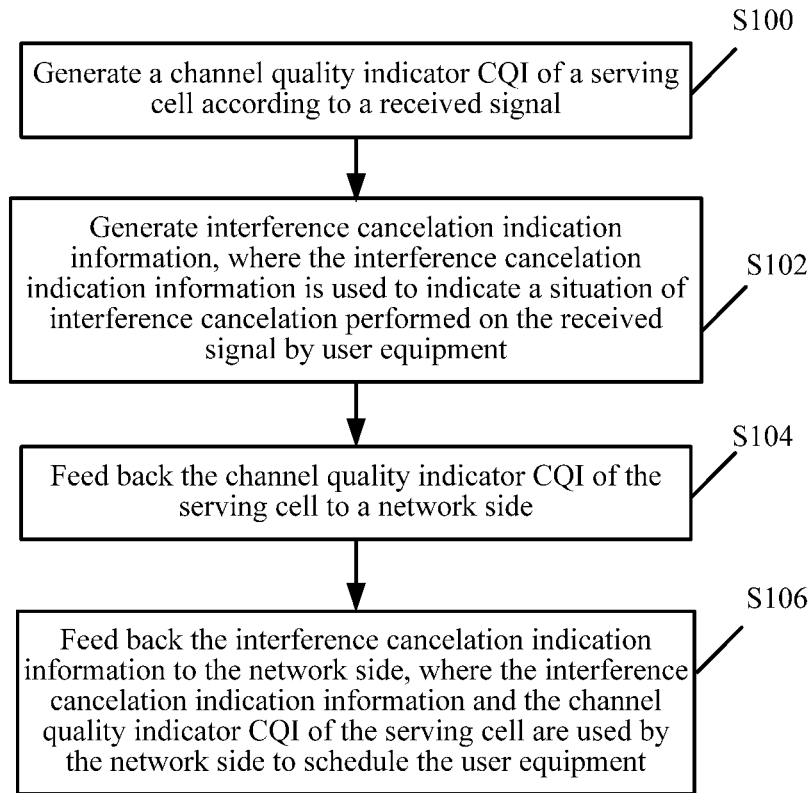 S100
Generate a channel quality indicator CQI of a serving
cell according to a received signal
S102
Generate interference cancelation indication
information, where the interference cancelation
indication information is used to indicate a situation of
interference cancelation performed on the received
signal by user equipment
S104
Feed back the channel quality indicator CQI of the
serving cell to a network side
S106
Feed back the interference cancelation indication
information to the network side, where the interference
cancelation indication information and the channel
quality indicator CQI of the serving cell are used by
the network side to schedule the user equipment